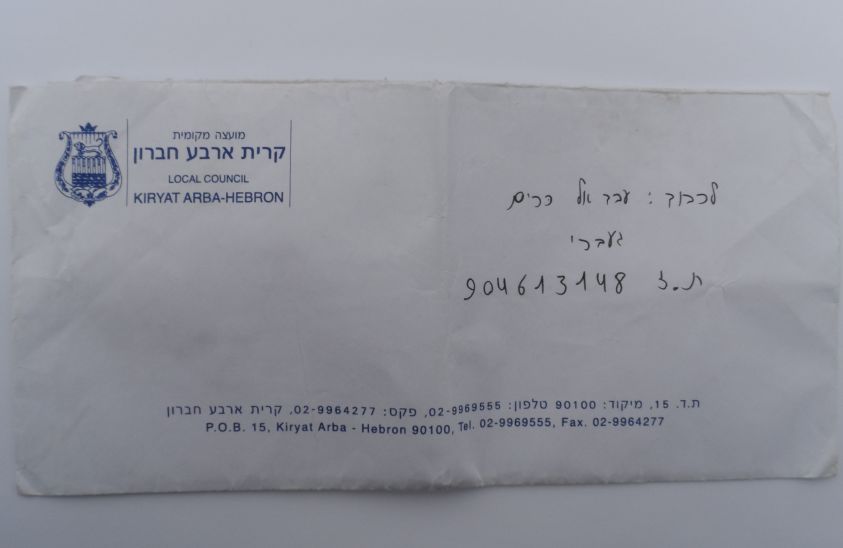 מועצה מקומית
קרית ארבע חברון
LOCAL COUNCIL
KIRYAT ARBA-HEBRON
לכבוד: עבד אל כרים
ג'עברי
ת.ז 904613148
ת.ד. 15, מיקוד: 90100 טלפון: 02-9969555, פקס: 02-9964277, קרית ארבע חברון
P.O.B. 15, Kiryat Arba - Hebron 90100, Tel. 02-9969555, Fax. 02-9964277